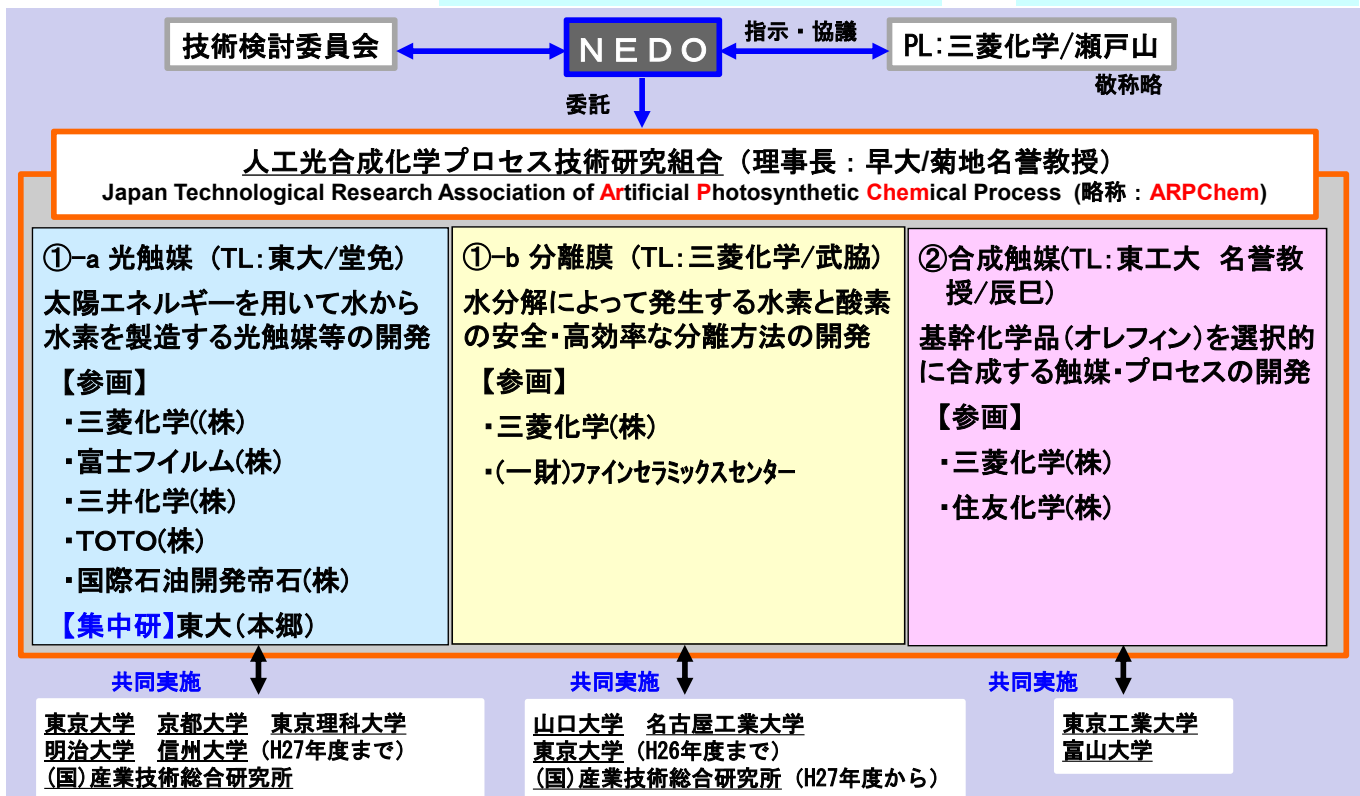 技術検討委員会
NEDO
指示・協議
PL:三菱化学/瀬戸山
敬称略
委託
人工光合成化学プロセス技術研究組合（理事長：早大/菊地名誉教授）
Japan Technological Research Association of Artificial Photosynthetic Chemical Process (略称：ARPChem)
①-a 光触媒 (TL:東大/堂免)
太陽エネルギーを用いて水から
水素を製造する光触媒等の開発
【参画】
・三菱化学((株)
・富士フイルム(株)
・三井化学(株)
・TOTO(株)
・国際石油開発帝石(株)
【集中研】東大(本郷)
①-b 分離膜 (TL:三菱化学/武脇)
水分解によって発生する水素と酸素
の安全・高効率な分離方法の開発
【参画】
・三菱化学(株)
・(一財)ファインセラミックスセンター
②合成触媒(TL:東工大 名誉教
授/辰巳)
基幹化学品(オレフィン)を選択的
に合成する触媒・プロセスの開発
【参画】
・三菱化学(株)
・住友化学(株)
共同実施
東京大学 京都大学 東京理科大学
明治大学 信州大学 (H27年度まで)
(国)産業技術総合研究所
共同実施
山口大学 名古屋工業大学
東京大学 (H26年度まで)
(国)産業技術総合研究所 (H27年度から)
共同実施
東京工業大学
富山大学